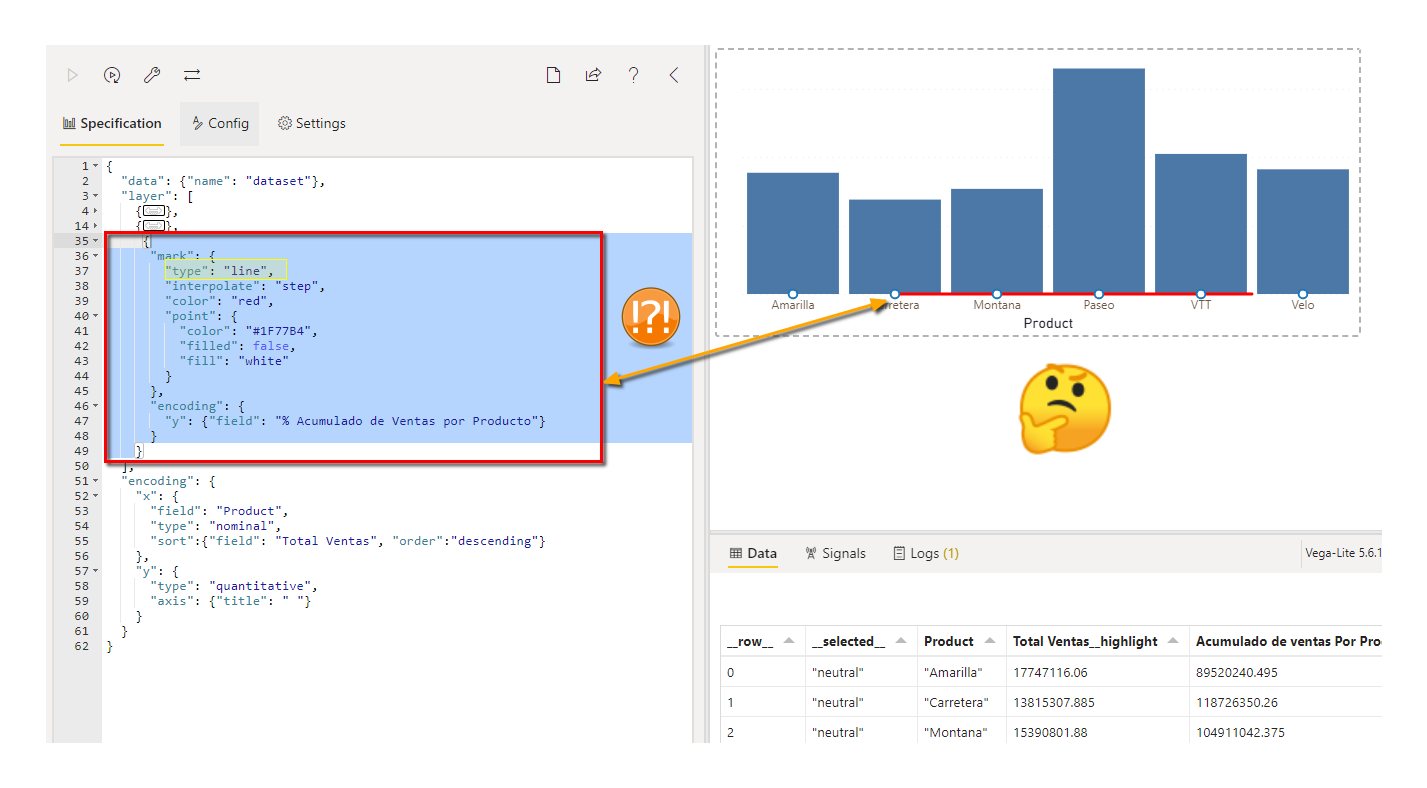 Specification Config Settings
1 {
2 "data": {"name": "dataset"},
3 "layer": [
4 {},
14 {},
35 {
36 "mark": {
37 "type": "line",
38 "interpolate": "step",
39 "color": "red",
40 "point": {
41 "color": "#1F77B4",
42 "filled": false,
43 "fill": "white"
44 }
45 },
46 "encoding": {
47 "y": {"field": "% Acumulado de Ventas por Producto"}
48 }
49 }
50 ],
51 "encoding": {
52 "x": {
53 "field": "Product",
54 "type": "nominal",
55 "sort":{"field": "Total Ventas", "order":"descending"}
56 },
57 "y": {
58 "type": "quantitative",
59 "axis": {"title": " "}
60 }
61 }
62 }
!?!
Amarilla rretera Montana Paseo VTT Velo
Product
Data Signals Logs (1) Vega-Lite 5.6.1
__row__ __selected__ Product Total Ventas__highlight Acumulado de ventas Por Pro
0 "neutral" "Amarilla" 17747116.06 89520240.495
1 "neutral" "Carretera" 13815307.885 118726350.26
2 "neutral" "Montana" 15390801.88 104911042.375